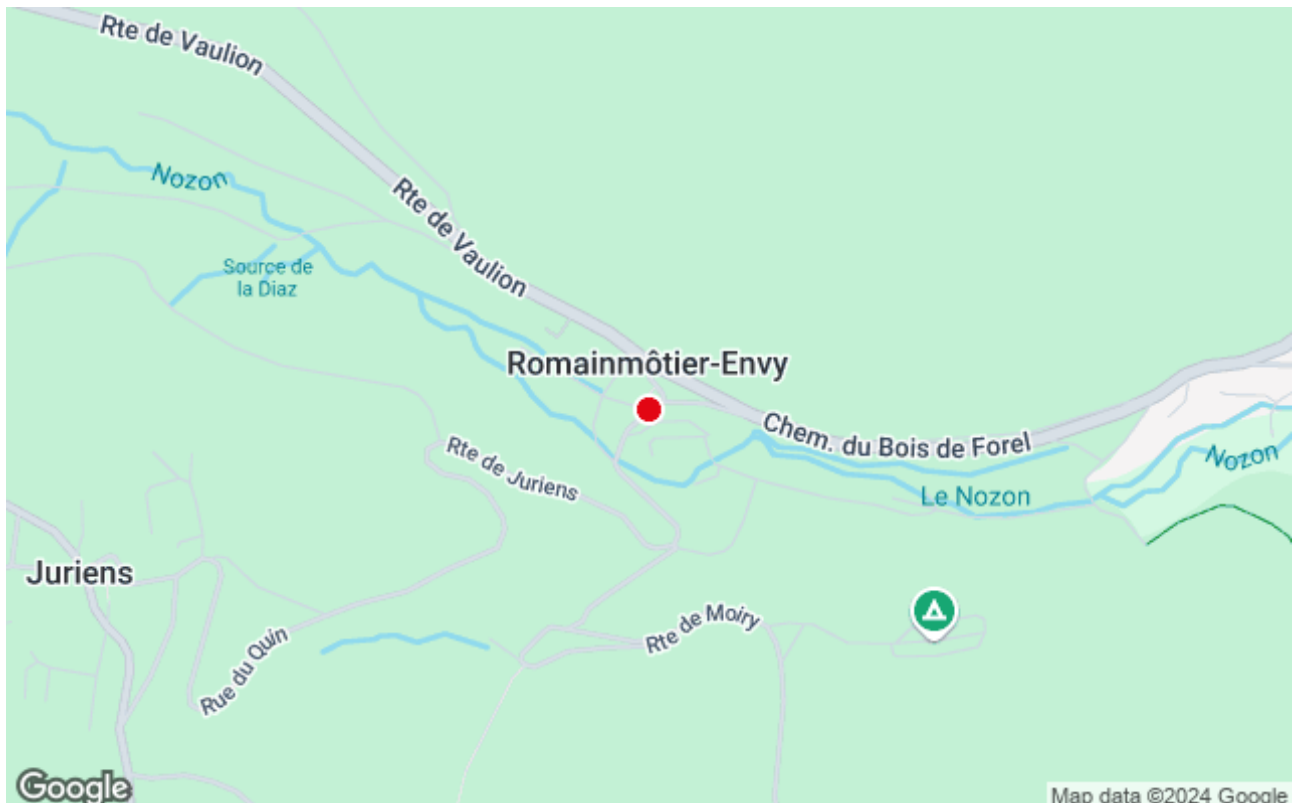 Rte de Vaulion
Nozon
Rte de Vaulion
Source de
la Diaz
Romainmôtier-Envy
Chem. du Bois de Forel
Rte de Juriens
Nozon
Le Nozon
Juriens
Rte de Moiry
Rue du Quin
Google
Map data ©2024 Google